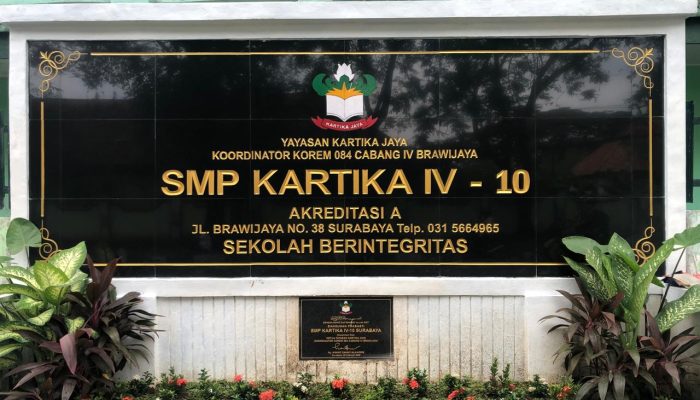 KARTIKA JAYA
YAYASAN KARTIKA JAYA
KOORDINATOR KOREM 084 CABANG IV BRAWIJAYA
SMP KARTIKA IV - 10
AKREDITASI A
JL. BRAWIJAYA NO. 38 SURABAYA Telp. 031 5664965
SEKOLAH BERINTEGRITAS
SMP KARTIKA IV-10 SURABAYA